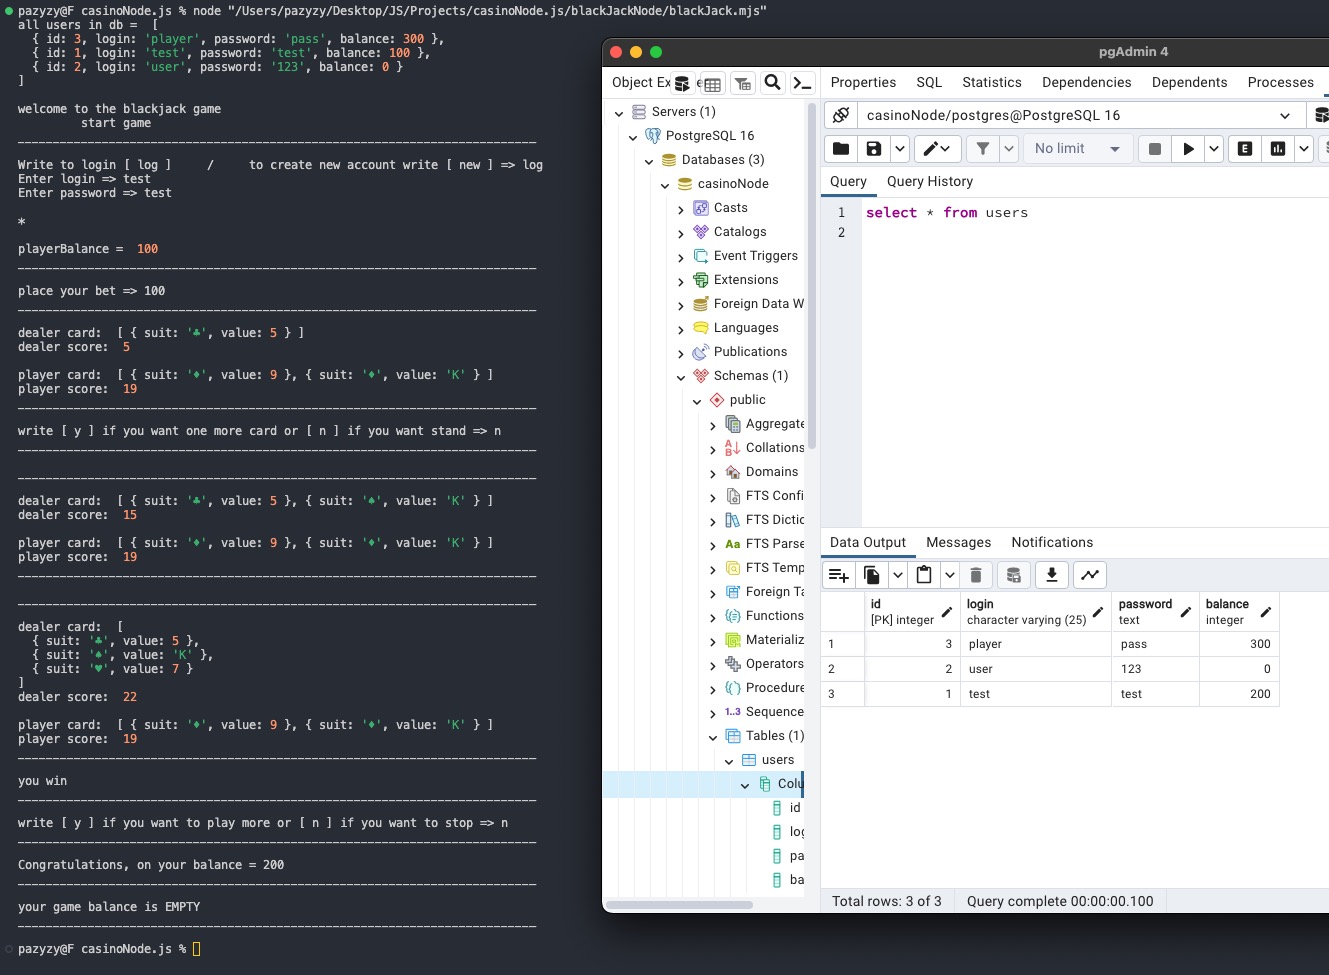 pazyzy@F casinoNode.js % node "/Users/pazyzy/Desktop/JS/Projects/casinoNode.js/blackJackNode/blackJack.mjs"
all users in db =  [
  { id: 3, login: 'player', password: 'pass', balance: 300 },
  { id: 1, login: 'test', password: 'test', balance: 100 },
  { id: 2, login: 'user', password: '123', balance: 0 }
]
welcome to the blackjack game
start game
Write to login [ log ]     /     to create new account write [ new ] => log
Enter login => test
Enter password => test
*
playerBalance =  100
place your bet => 100
dealer card:  [ { suit: '♣', value: 5 } ]
dealer score:  5
player card:  [ { suit: '♦', value: 9 }, { suit: '♦', value: 'K' } ]
player score:  19
write [ y ] if you want one more card or [ n ] if you want stand => n
dealer card:  [ { suit: '♣', value: 5 }, { suit: '♠', value: 'K' } ]
dealer score:  15
player card:  [ { suit: '♦', value: 9 }, { suit: '♦', value: 'K' } ]
player score:  19
dealer card:  [
  { suit: '♣', value: 5 },
  { suit: '♠', value: 'K' },
  { suit: '♥', value: 7 }
]
dealer score:  22
player card:  [ { suit: '♦', value: 9 }, { suit: '♦', value: 'K' } ]
player score:  19
you win
write [ y ] if you want to play more or [ n ] if you want to stop => n
Congratulations, on your balance = 200
your game balance is EMPTY
pazyzy@F casinoNode.js %
pgAdmin 4
Object Ex
Servers (1)
PostgreSQL 16
Databases (3)
casinoNode
Casts
Catalogs
Event Triggers
Extensions
Foreign Data W
Languages
Publications
Schemas (1)
public
Aggregate
Collations
Domains
FTS Confi
FTS Dictic
FTS Parse
FTS Temp
Foreign Ta
Functions
Materializ
Operators
Procedure
1..3 Sequence
Tables (1)
users
Colu
id
log
pa
ba
Properties SQL Statistics Dependencies Dependents Processes
casinoNode/postgres@PostgreSQL 16
No limit
E
Query Query History
1 select * from users
2
Data Output Messages Notifications
id login password balance
[PK] integer character varying (25) text integer
1 3 player pass 300
2 2 user 123 0
3 1 test test 200
Total rows: 3 of 3 Query complete 00:00:00.100